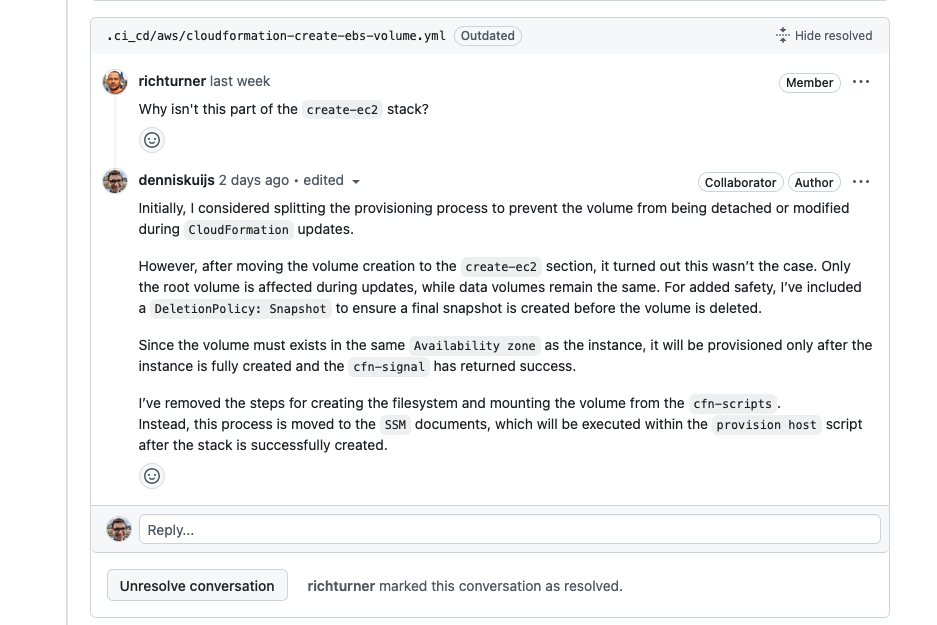 .ci_cd/aws/cloudformation-create-ebs-volume.yml Outdated Hide resolved
richturner last week Member
Why isn't this part of the create-ec2 stack?
denniskuijs 2 days ago • edited Collaborator Author
Initially, I considered splitting the provisioning process to prevent the volume from being detached or modified
during CloudFormation updates.
However, after moving the volume creation to the create-ec2 section, it turned out this wasn’t the case. Only
the root volume is affected during updates, while data volumes remain the same. For added safety, I’ve included
a DeletionPolicy: Snapshot to ensure a final snapshot is created before the volume is deleted.
Since the volume must exists in the same Availability zone as the instance, it will be provisioned only after the
instance is fully created and the cfn-signal has returned success.
I’ve removed the steps for creating the filesystem and mounting the volume from the cfn-scripts.
Instead, this process is moved to the SSM documents, which will be executed within the provision host script
after the stack is successfully created.
Reply...
Unresolve conversation richturner marked this conversation as resolved.